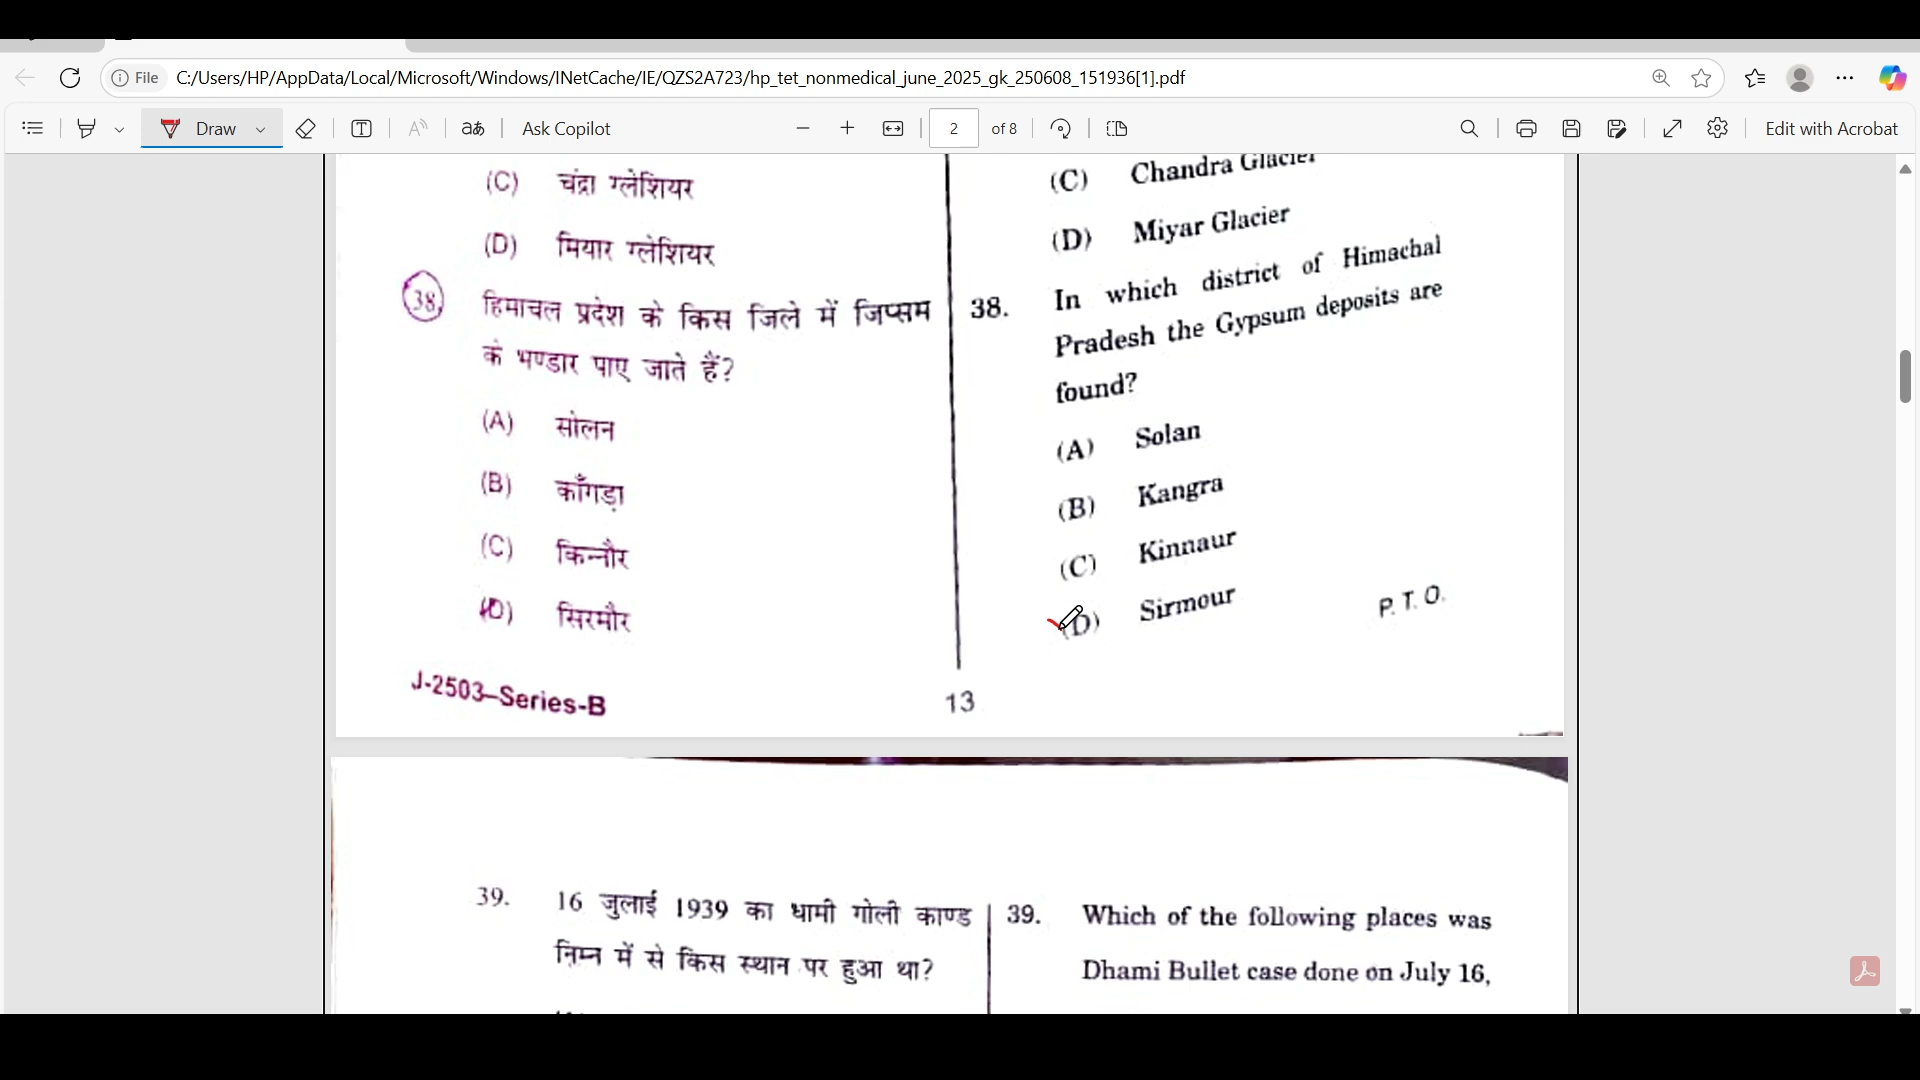 File C:/Users/HP/AppData/Local/Microsoft/Windows/INetCache/IE/QZS2A723/hp_tet_nonmedical_june_2025_gk_250608_151936[1].pdf
Draw
Ask Copilot
2 of 8
Edit with Acrobat
(C) चंद्रा ग्लेशियर
(D) मियार ग्लेशियर
38. हिमाचल प्रदेश के किस जिले में जिप्सम
के भण्डार पाए जाते हैं?
(A) सोलन
(B) काँगड़ा
(C) किन्नौर
(D) सिरमौर
J-2503–Series-B
(C) Chandra Glacier
(D) Miyar Glacier
38. In which district of Himachal
Pradesh the Gypsum deposits are
found?
(A) Solan
(B) Kangra
(C) Kinnaur
(D) Sirmour
P. T. O.
13
39. 16 जुलाई 1939 का धामी गोली काण्ड
निम्न में से किस स्थान पर हुआ था?
39. Which of the following places was
Dhami Bullet case done on July 16,